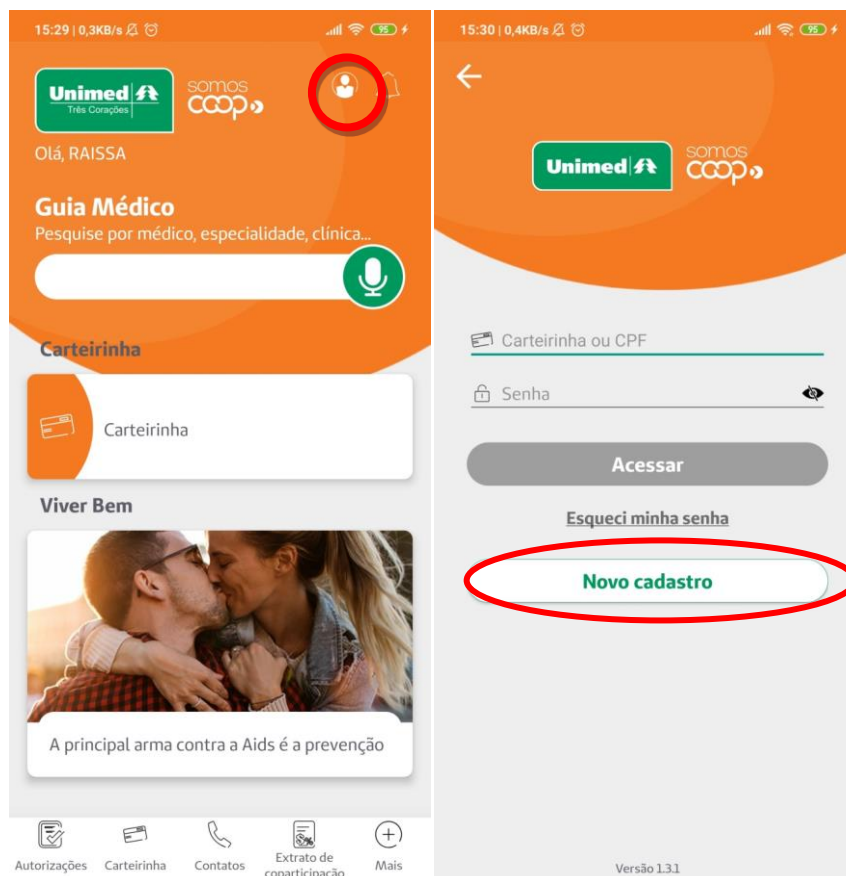 15:29 | 0,3KB/s
95
Unimed
Três Corações
somos
coop
Olá, RAISSA
Guia Médico
Pesquise por médico, especialidade, clínica...
Carteirinha
Carteirinha
Viver Bem
A principal arma contra a Aids é a prevenção
Autorizações
Carteirinha
Contatos
Extrato de
coparticipação
Mais
15:30 | 0,4KB/s
95
Unimed
somos
coop
Carteirinha ou CPF
Senha
Acessar
Esqueci minha senha
Novo cadastro
Versão 1.3.1